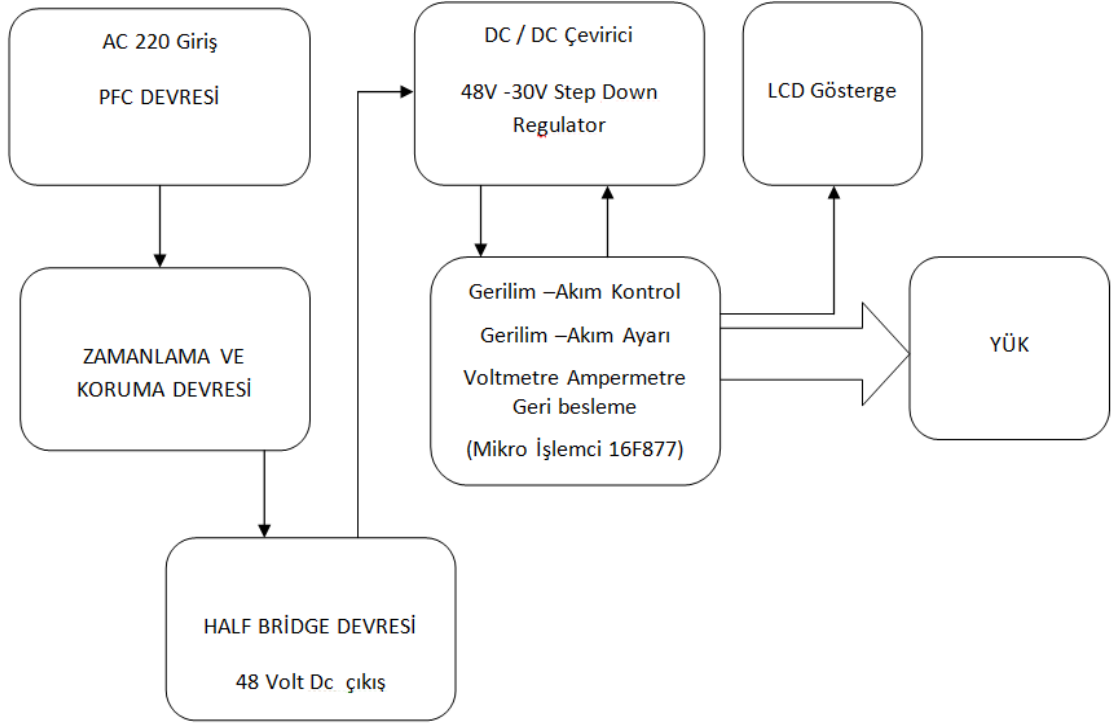 AC 220 Giriş
PFC DEVRESİ
ZAMANLAMA VE
KORUMA DEVRESİ
HALF BRİDGE DEVRESİ
48 Volt Dc çıkış
DC / DC Çevirici
48V -30V Step Down
Regulator
Gerilim –Akım Kontrol
Gerilim –Akım Ayarı
Voltmetre Ampermetre
Geri besleme
(Mikro İşlemci 16F877)
LCD Gösterge
YÜK